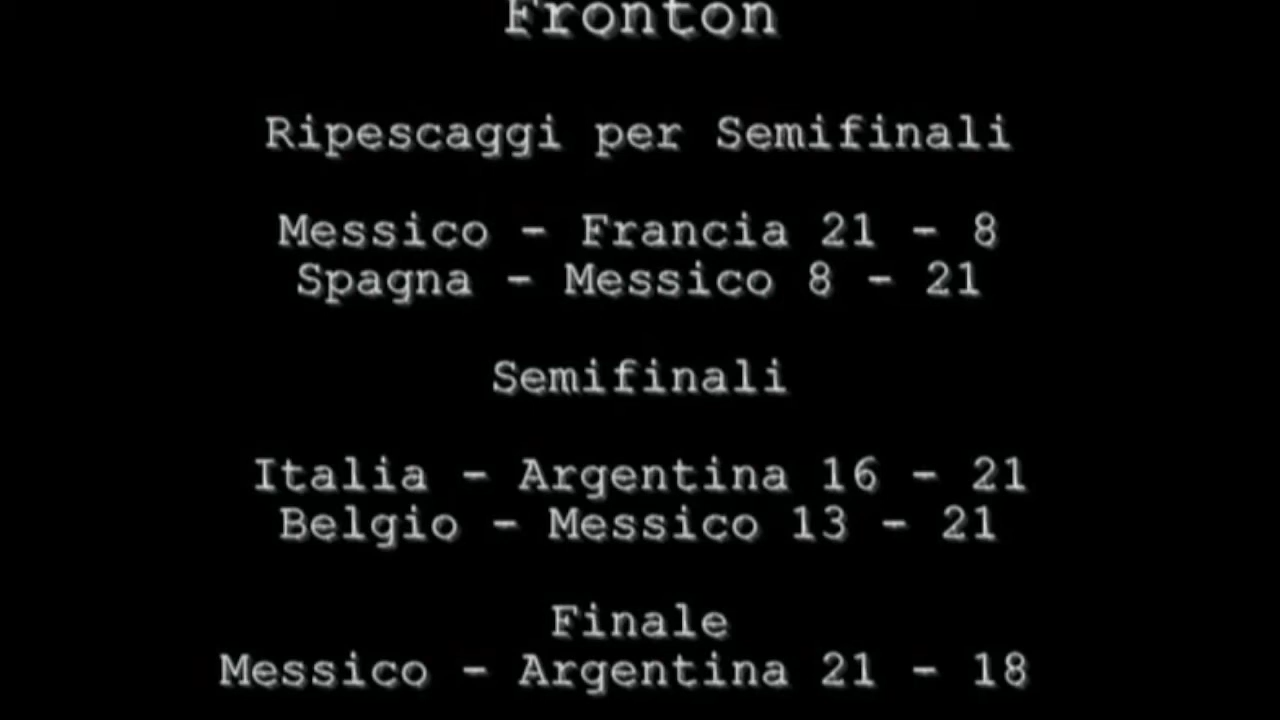 Fronton
Ripescaggi per Semifinali
Messico - Francia 21 - 8
Spagna - Messico 8 - 21
Semifinali
Italia - Argentina 16 - 21
Belgio - Messico 13 - 21
Finale
Messico - Argentina 21 - 18